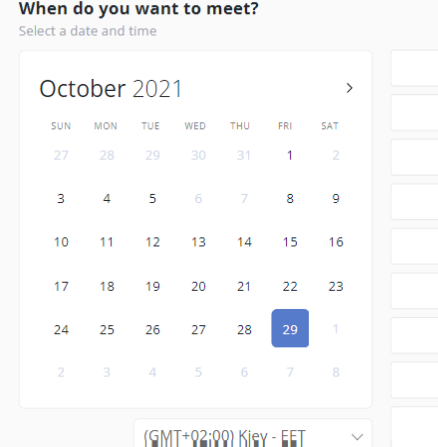 When do you want to meet?
Select a date and time
October 2021
SUN MON TUE WED THU FRI SAT
27 28 29 30 31 1 2
3 4 5 6 7 8 9
10 11 12 13 14 15 16
17 18 19 20 21 22 23
24 25 26 27 28 29 1
2 3 4 5 6 7 8
(GMT+02:00) Kiev - EET